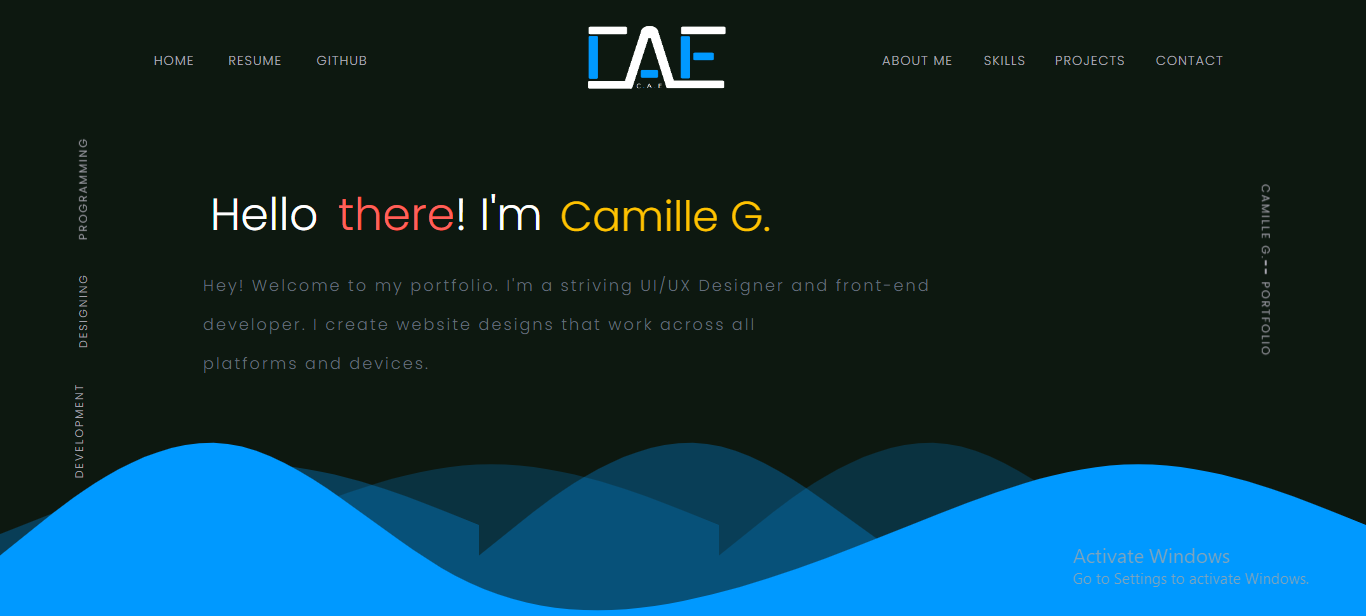 HOME RESUME GITHUB
CAE
C.A E
ABOUT ME SKILLS PROJECTS CONTACT
PROGRAMMING
DESIGNING
DEVELOPMENT
Hello there! I'm Camille G.
Hey! Welcome to my portfolio. I'm a striving UI/UX Designer and front-end
developer. I create website designs that work across all
platforms and devices.
CAMILLE G.-- PORTFOLIO
Activate Windows
Go to Settings to activate Windows.